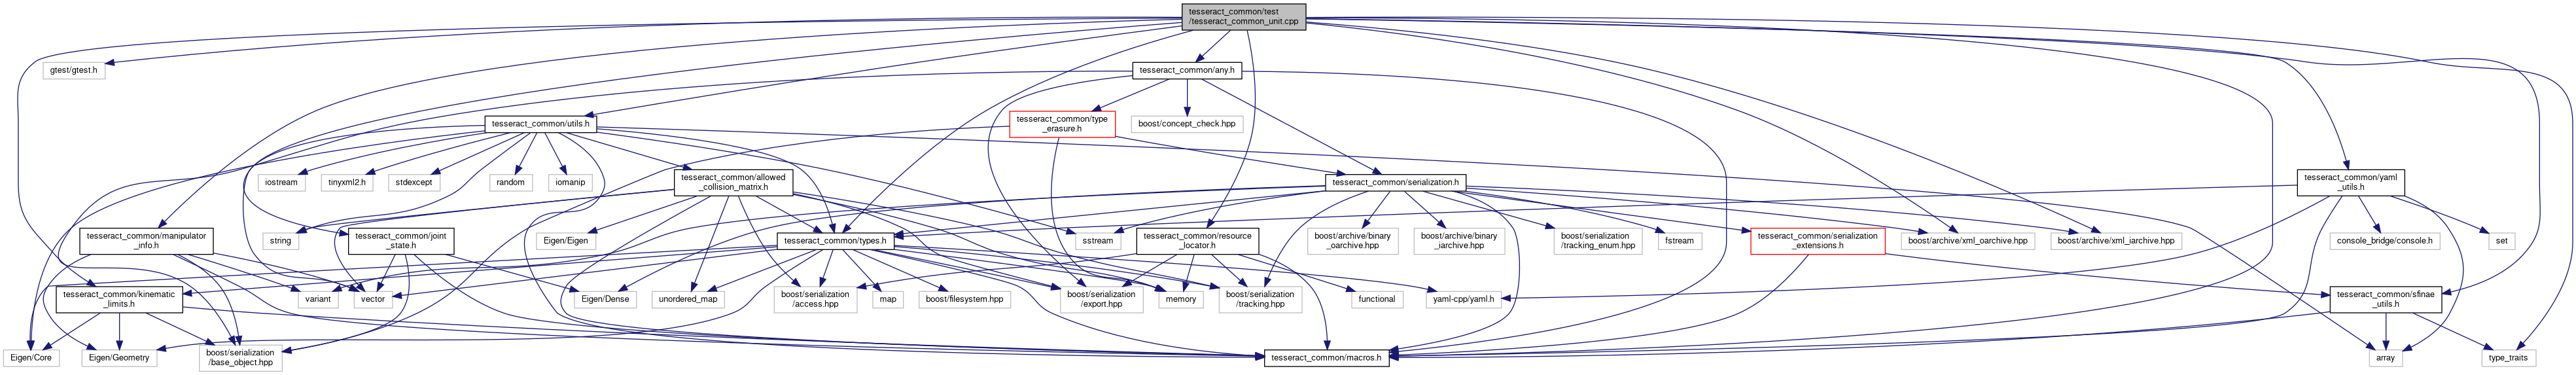 tesseract_common/test
/tesseract_common_unit.cpp
gtest/gtest.h
tesseract_common/any.h
tesseract_common/utils.h
tesseract_common/type
_erasure.h
boost/concept_check.hpp
iostream
tinyxml2.h
stdexcept
random
iomanip
tesseract_common/allowed
_collision_matrix.h
tesseract_common/serialization.h
tesseract_common/yaml
_utils.h
tesseract_common/manipulator
_info.h
string
tesseract_common/joint
_state.h
Eigen/Eigen
tesseract_common/types.h
sstream
tesseract_common/resource
_locator.h
boost/archive/binary
_oarchive.hpp
boost/archive/binary
_iarchive.hpp
boost/serialization
/tracking_enum.hpp
fstream
tesseract_common/serialization
_extensions.h
boost/archive/xml_oarchive.hpp
boost/archive/xml_iarchive.hpp
console_bridge/console.h
set
tesseract_common/kinematic
_limits.h
variant
vector
Eigen/Dense
unordered_map
boost/serialization
/access.hpp
map
boost/filesystem.hpp
boost/serialization
/export.hpp
memory
boost/serialization
/tracking.hpp
functional
yaml-cpp/yaml.h
tesseract_common/sfinae
_utils.h
Eigen/Core
Eigen/Geometry
boost/serialization
/base_object.hpp
tesseract_common/macros.h
array
type_traits